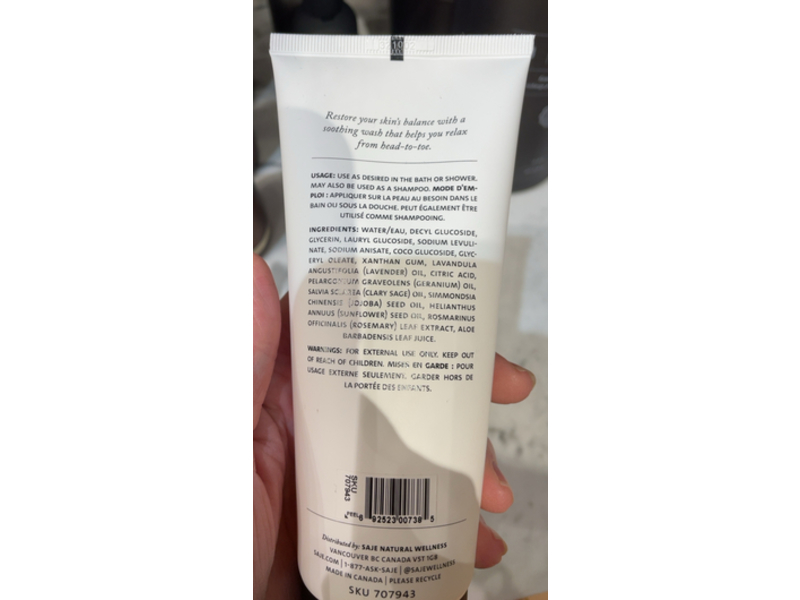 Restore your skin's balance with a
soothing wash that helps you relax
from head-to-toe.
USAGE: USE AS DESIRED IN THE BATH OR SHOWER.
MAY ALSO BE USED AS A SHAMPOO. MODE D'EM-
PLOI : APPLIQUER SUR LA PEAU AU BESOIN DANS LE
BAIN OU SOUS LA DOUCHE. PEUT ÉGALEMENT ÊTRE
UTILISÉ COMME SHAMPOOING.
INGREDIENTS: WATER/EAU, DECYL GLUCOSIDE,
GLYCERIN, LAURYL GLUCOSIDE, SODIUM LEVULI-
NATE, SODIUM ANISATE, COCO GLUCOSIDE, GLYC-
ERYL OLEATE, XANTHAN GUM, LAVANDULA
ANGUSTIFOLIA (LAVENDER) OIL, CITRIC ACID,
PELARGONIUM GRAVEOLENS (GERANIUM) OIL,
SALVIA SCLAREA (CLARY SAGE) OIL, SIMMONDSIA
CHINENSIS (JOJOBA) SEED OIL, HELIANTHUS
ANNUUS (SUNFLOWER) SEED OIL, ROSMARINUS
OFFICINALIS (ROSEMARY) LEAF EXTRACT, ALOE
BARBADENSIS LEAF JUICE.
WARNINGS: FOR EXTERNAL USE ONLY. KEEP OUT
OF REACH OF CHILDREN. MISES EN GARDE : POUR
USAGE EXTERNE SEULEMENT. GARDER HORS DE
LA PORTÉE DES ENFANTS.
SKU
707943
6 92523 00738 5
Distributed by: SAJE NATURAL WELLNESS
VANCOUVER BC CANADA V5T 1G8
SAJE.COM | 1-877-ASK-SAJE | @SAJEWELLNESS
MADE IN CANADA | PLEASE RECYCLE
SKU 707943